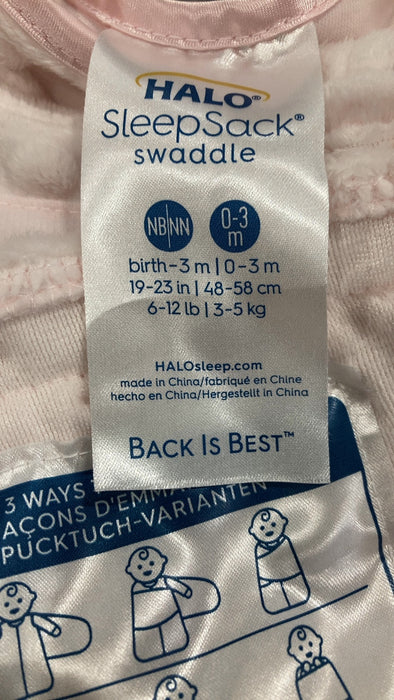 HALO®
SleepSack®
swaddle
NB|NN 0-3 m
birth-3 m | 0-3 m
19-23 in | 48-58 cm
6-12 lb | 3-5 kg
HALOsleep.com
made in China/fabriqué en Chine
hecho en China/Hergestellt in China
BACK IS BEST™
3 WAYS
AÇONS D'EMMA
PUCKTUCH-VARIANTEN